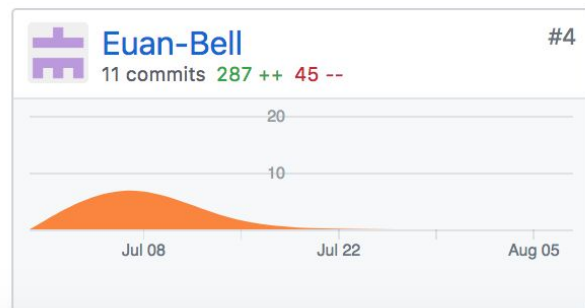 Euan-Bell
#4
11 commits 287 ++ 45 --
20
10
Jul 08
Jul 22
Aug 05